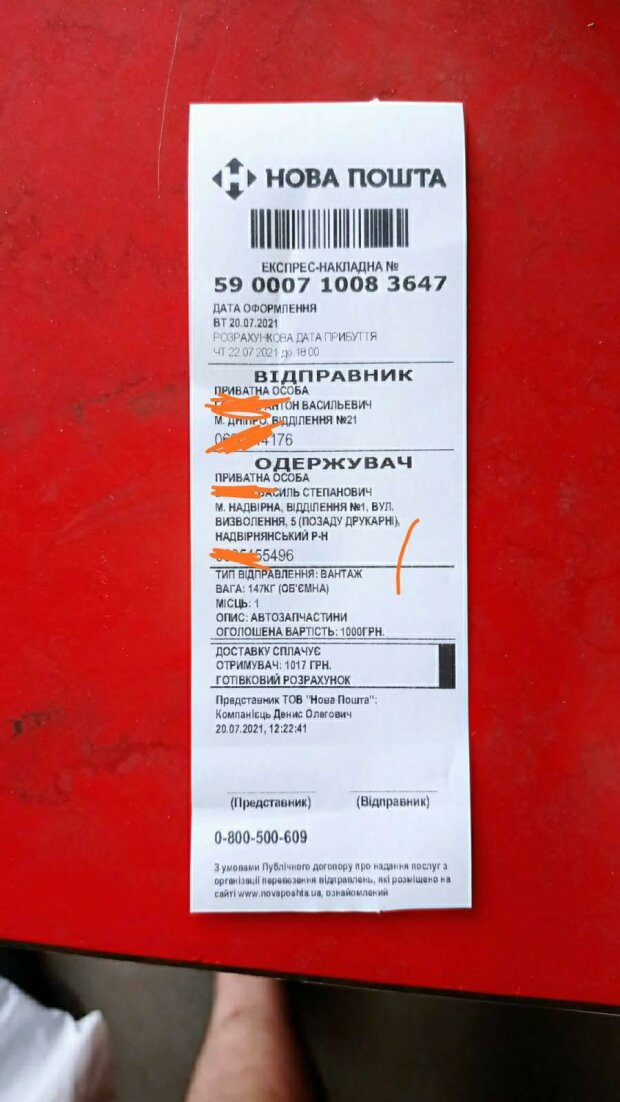 НОВА ПОШТА
ЕКСПРЕС-НАКЛАДНА №
59 0007 1008 3647
ДАТА ОФОРМЛЕННЯ
ВТ 20.07.2021
РОЗРАХУНКОВА ДАТА ПРИБУТТЯ
ЧТ 22.07.2021 до 18:00
ВІДПРАВНИК
ПРИВАТНА ОСОБА
ВАСИЛЬЕВИЧ
М. ДНІПРО, ВІДДІЛЕННЯ №21
4176
ОДЕРЖУВАЧ
ПРИВАТНА ОСОБА
СТЕПАНОВИЧ
М. НАДВІРНА, ВІДДІЛЕННЯ №1, ВУЛ.
ВИЗВОЛЕННЯ, 5 (ПОЗАДУ ДРУКАРНІ),
НАДВІРНЯНСЬКИЙ Р-Н
55496
ТИП ВІДПРАВЛЕННЯ: ВАНТАЖ
ВАГА: 147КГ (ОБ'ЄМНА)
МІСЦЬ: 1
ОПИС: АВТОЗАПЧАСТИНИ
ОГОЛОШЕНА ВАРТІСТЬ: 1000ГРН.
ДОСТАВКУ СПЛАЧУЄ
ОТРИМУВАЧ: 1017 ГРН.
ГОТІВКОВИЙ РОЗРАХУНОК
Представник ТОВ "Нова Пошта":
Компанієць Денис Олегович
20.07.2021, 12:22:41
(Представник) (Відправник)
0-800-500-609
З умовами Публічного договору про надання послуг з
організації перевезення відправлень, які розміщено на
сайті www.novaposhta.ua, ознайомлений